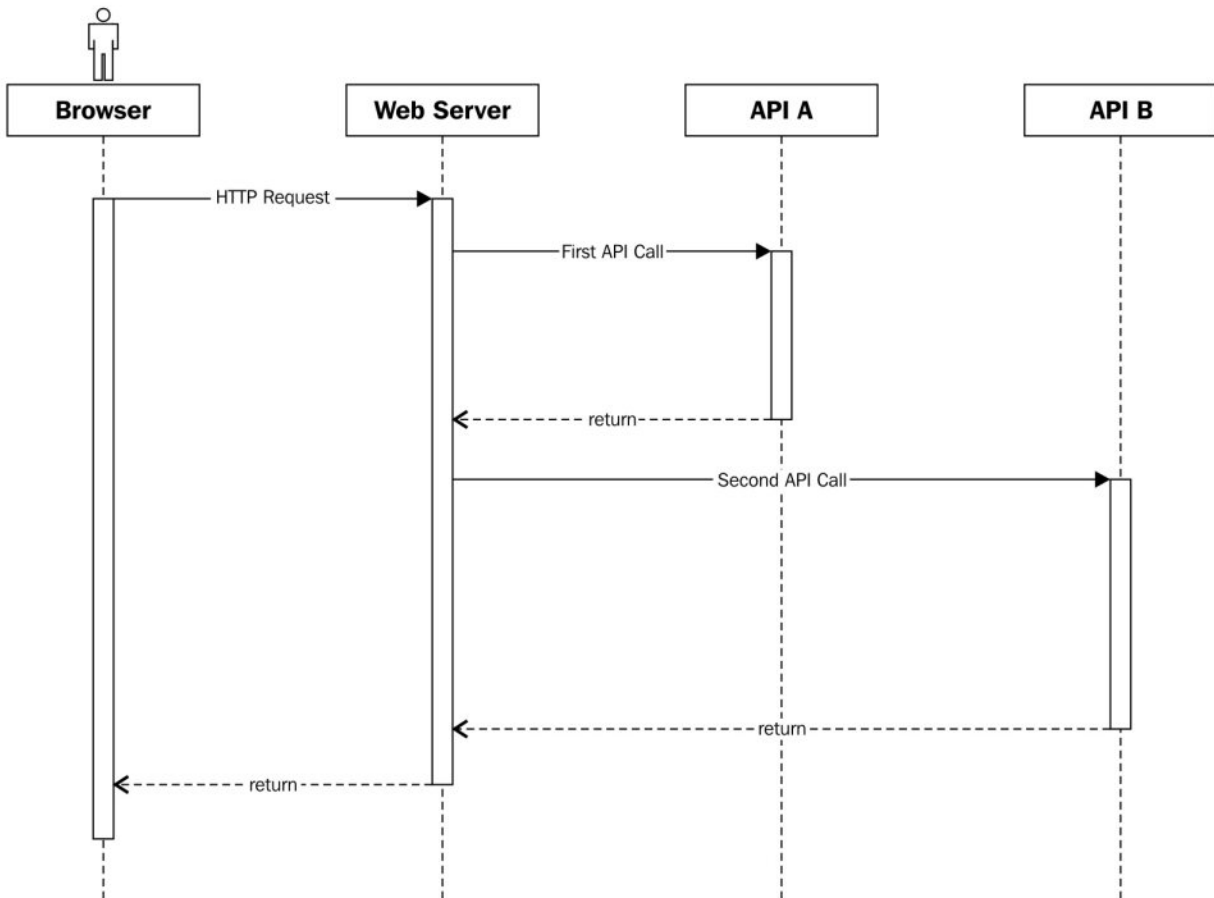 Browser
Web Server
API A
API B
HTTP Request
First API Call
return
Second API Call
return
return